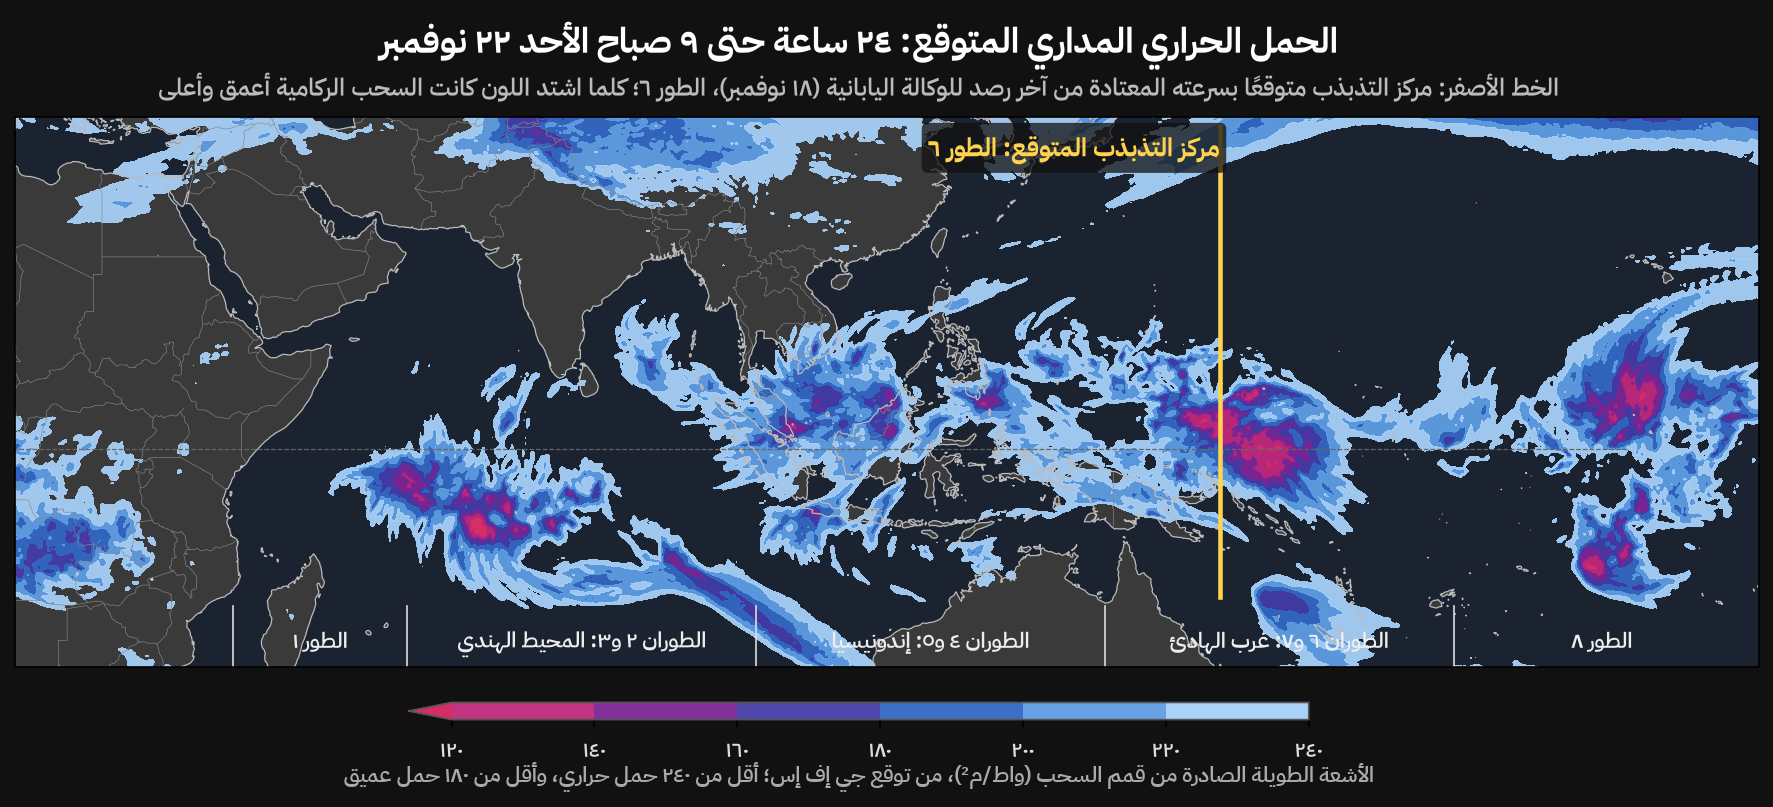 الحمل الحراري المداري المتوقع: ٢٤ ساعة حتى ٩ صباح الأحد ٢٢ نوفمبر
الخط الأصفر: مركز التذبذب متوقعًا بسرعته المعتادة من آخر رصد للوكالة اليابانية (١٨ نوفمبر)، الطور ٦؛ كلما اشتد اللون كانت السحب الركامية أعمق وأعلى
مركز التذبذب المتوقع: الطور ٦
الطور ١
الطوران ٢ و٣: المحيط الهندي
الطوران ٤ و٥: إندونيسيا
الطوران ٦ و٧: غرب الهادئ
الطور ٨
١٢٠ ١٤٠ ١٦٠ ١٨٠ ٢٠٠ ٢٢٠ ٢٤٠
الأشعة الطويلة الصادرة من قمم السحب (واط/م²)، من توقع جي إف إس؛ أقل من ٢٤٠ حمل حراري، وأقل من ١٨٠ حمل عميق